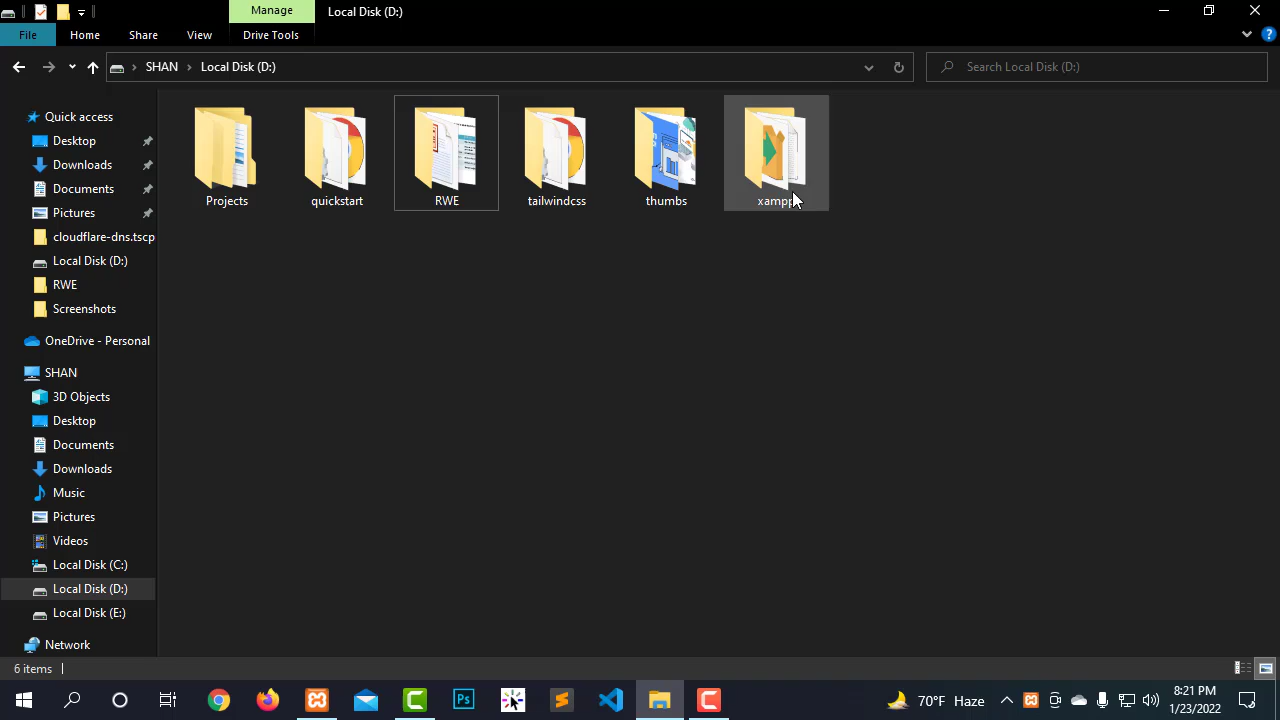 Manage
Local Disk (D:)
File
Home
Share
View
Drive Tools
SHAN
Local Disk (D:)
Search Local Disk (D:)
Quick access
Desktop
Downloads
Documents
Pictures
cloudflare-dns.tscp
Local Disk (D:)
RWE
Screenshots
OneDrive - Personal
SHAN
3D Objects
Desktop
Documents
Downloads
Music
Pictures
Videos
Local Disk (C:)
Local Disk (D:)
Local Disk (E:)
Network
Projects
quickstart
RWE
tailwindcss
thumbs
xampp
6 items
Ps
70°F Haze
8:21 PM
1/23/2022